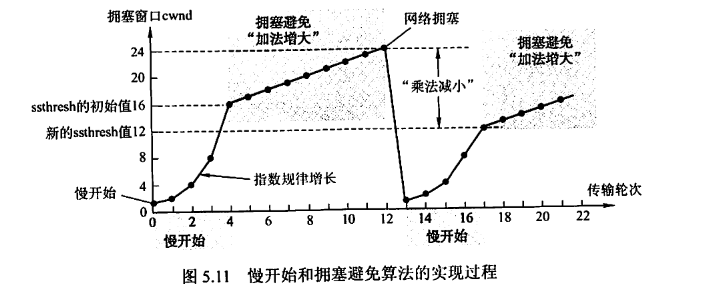 拥塞窗口cwnd
拥塞避免
“加法增大”
网络拥塞
24
20
ssthresh的初始值16
新的ssthresh值12
8
4
0
慢开始
指数规律增长
“乘法减小”
拥塞避免
“加法增大”
传输轮次
0 2 4 6 8 10 12 14 16 18 20 22
慢开始
慢开始
图 5.11 慢开始和拥塞避免算法的实现过程